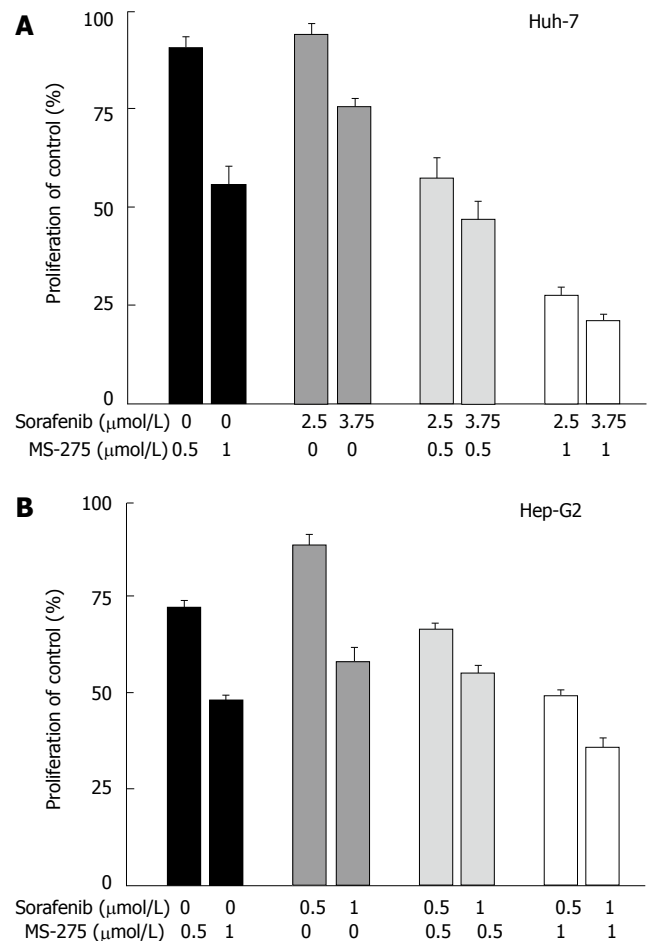 A
Huh-7
Proliferation of control (%)
100
75
50
25
0
Sorafenib (μmol/L) 0 0 2.5 3.75 2.5 3.75 2.5 3.75
MS-275 (μmol/L) 0.5 1 0 0 0.5 0.5 1 1
B
Hep-G2
Proliferation of control (%)
100
75
50
25
0
Sorafenib (μmol/L) 0 0 0.5 1 0.5 1 0.5 1
MS-275 (μmol/L) 0.5 1 0 0 0.5 0.5 1 1